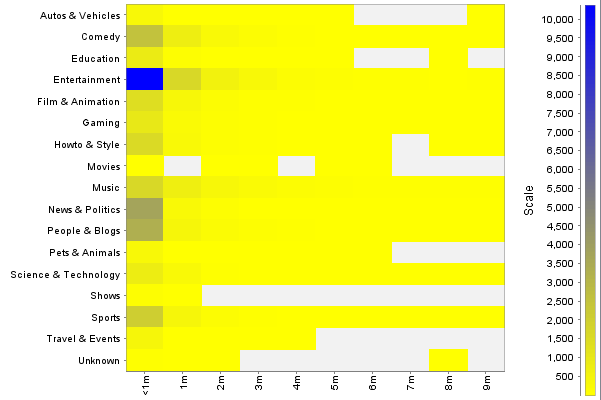 Autos & Vehicles
Comedy
Education
Entertainment
Film & Animation
Gaming
Howto & Style
Movies
Music
News & Politics
People & Blogs
Pets & Animals
Science & Technology
Shows
Sports
Travel & Events
Unknown
<1m
1m
2m
3m
4m
5m
6m
7m
8m
9m
Scale
10,000
9,500
9,000
8,500
8,000
7,500
7,000
6,500
6,000
5,500
5,000
4,500
4,000
3,500
3,000
2,500
2,000
1,500
1,000
500